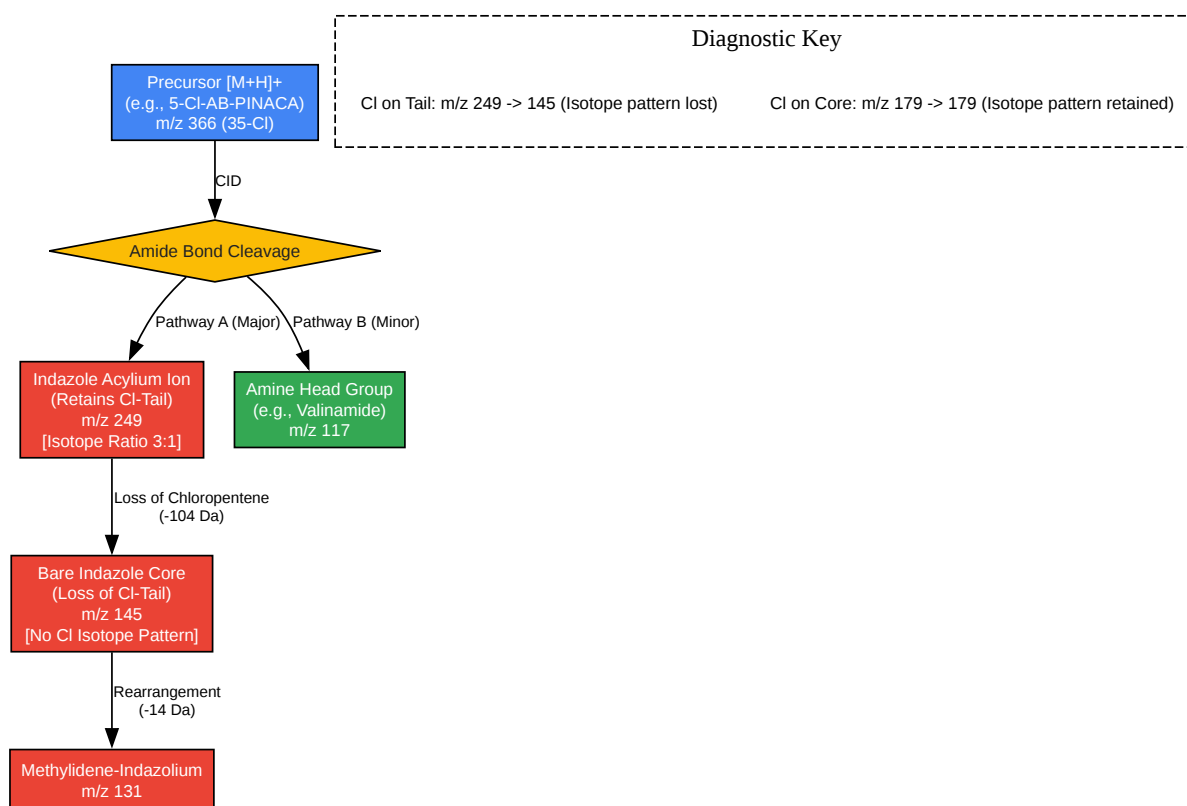 Diagnostic Key
Cl on Tail: m/z 249 -> 145 (Isotope pattern lost)
Cl on Core: m/z 179 -> 179 (Isotope pattern retained)
Precursor [M+H]+
(e.g., 5-Cl-AB-PINACA)
m/z 366 (35-Cl)
CID
Amide Bond Cleavage
Pathway A (Major)
Pathway B (Minor)
Indazole Acylium Ion
(Retains Cl-Tail)
m/z 249
[Isotope Ratio 3:1]
Amine Head Group
(e.g., Valinamide)
m/z 117
Loss of Chloropentene
(-104 Da)
Bare Indazole Core
(Loss of Cl-Tail)
m/z 145
[No Cl Isotope Pattern]
Rearrangement
(-14 Da)
Methylidene-Indazolium
m/z 131